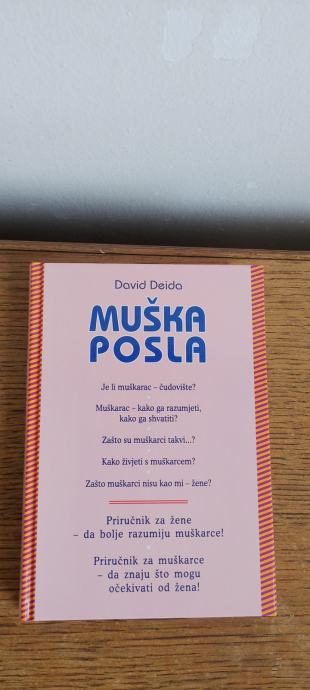 David Deida
MUŠKA
POSLA
Je li muškarac – čudovište?
Muškarac – kako ga razumjeti,
kako ga shvatiti?
Zašto su muškarci takvi...?
Kako živjeti s muškarcem?
Zašto muškarci nisu kao mi – žene?
Priručnik za žene
– da bolje razumiju muškarce!
Priručnik za muškarce
– da znaju što mogu
očekivati od žena!